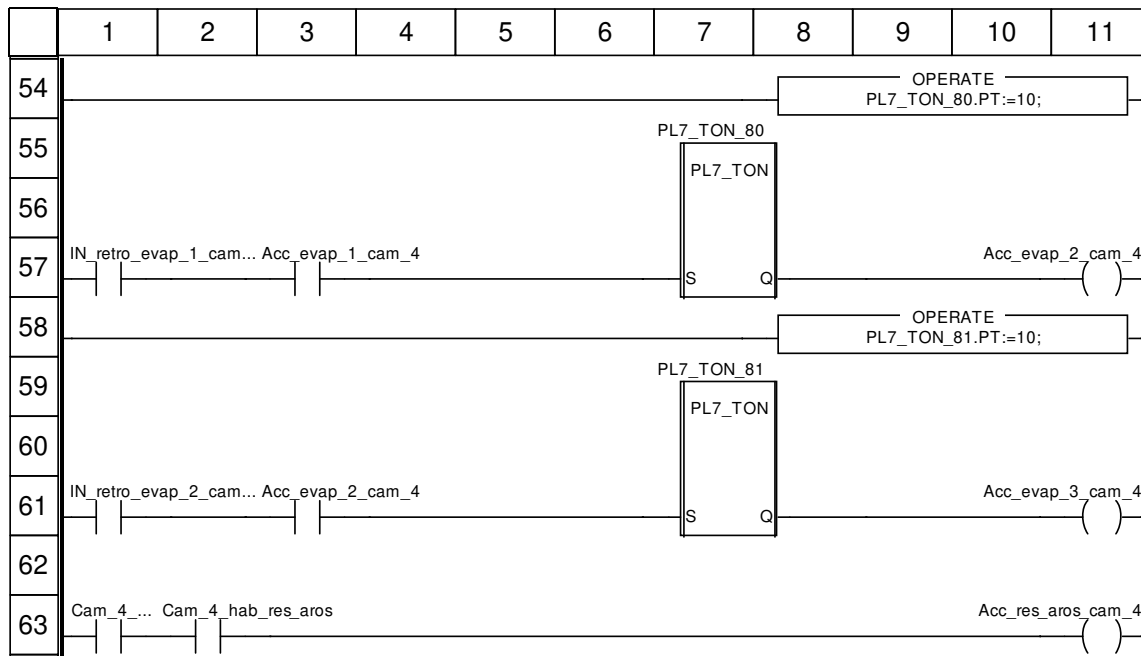 1 2 3 4 5 6 7 8 9 10 11
54
OPERATE
PL7_TON_80.PT:=10;
55
PL7_TON_80
PL7_TON
56
IN_retro_evap_1_cam... Acc_evap_1_cam_4
Acc_evap_2_cam_4
57
S Q
58
OPERATE
PL7_TON_81.PT:=10;
59
PL7_TON_81
PL7_TON
60
IN_retro_evap_2_cam... Acc_evap_2_cam_4
Acc_evap_3_cam_4
61
S Q
62
Cam_4_... Cam_4_hab_res_aros
Acc_res_aros_cam_4
63